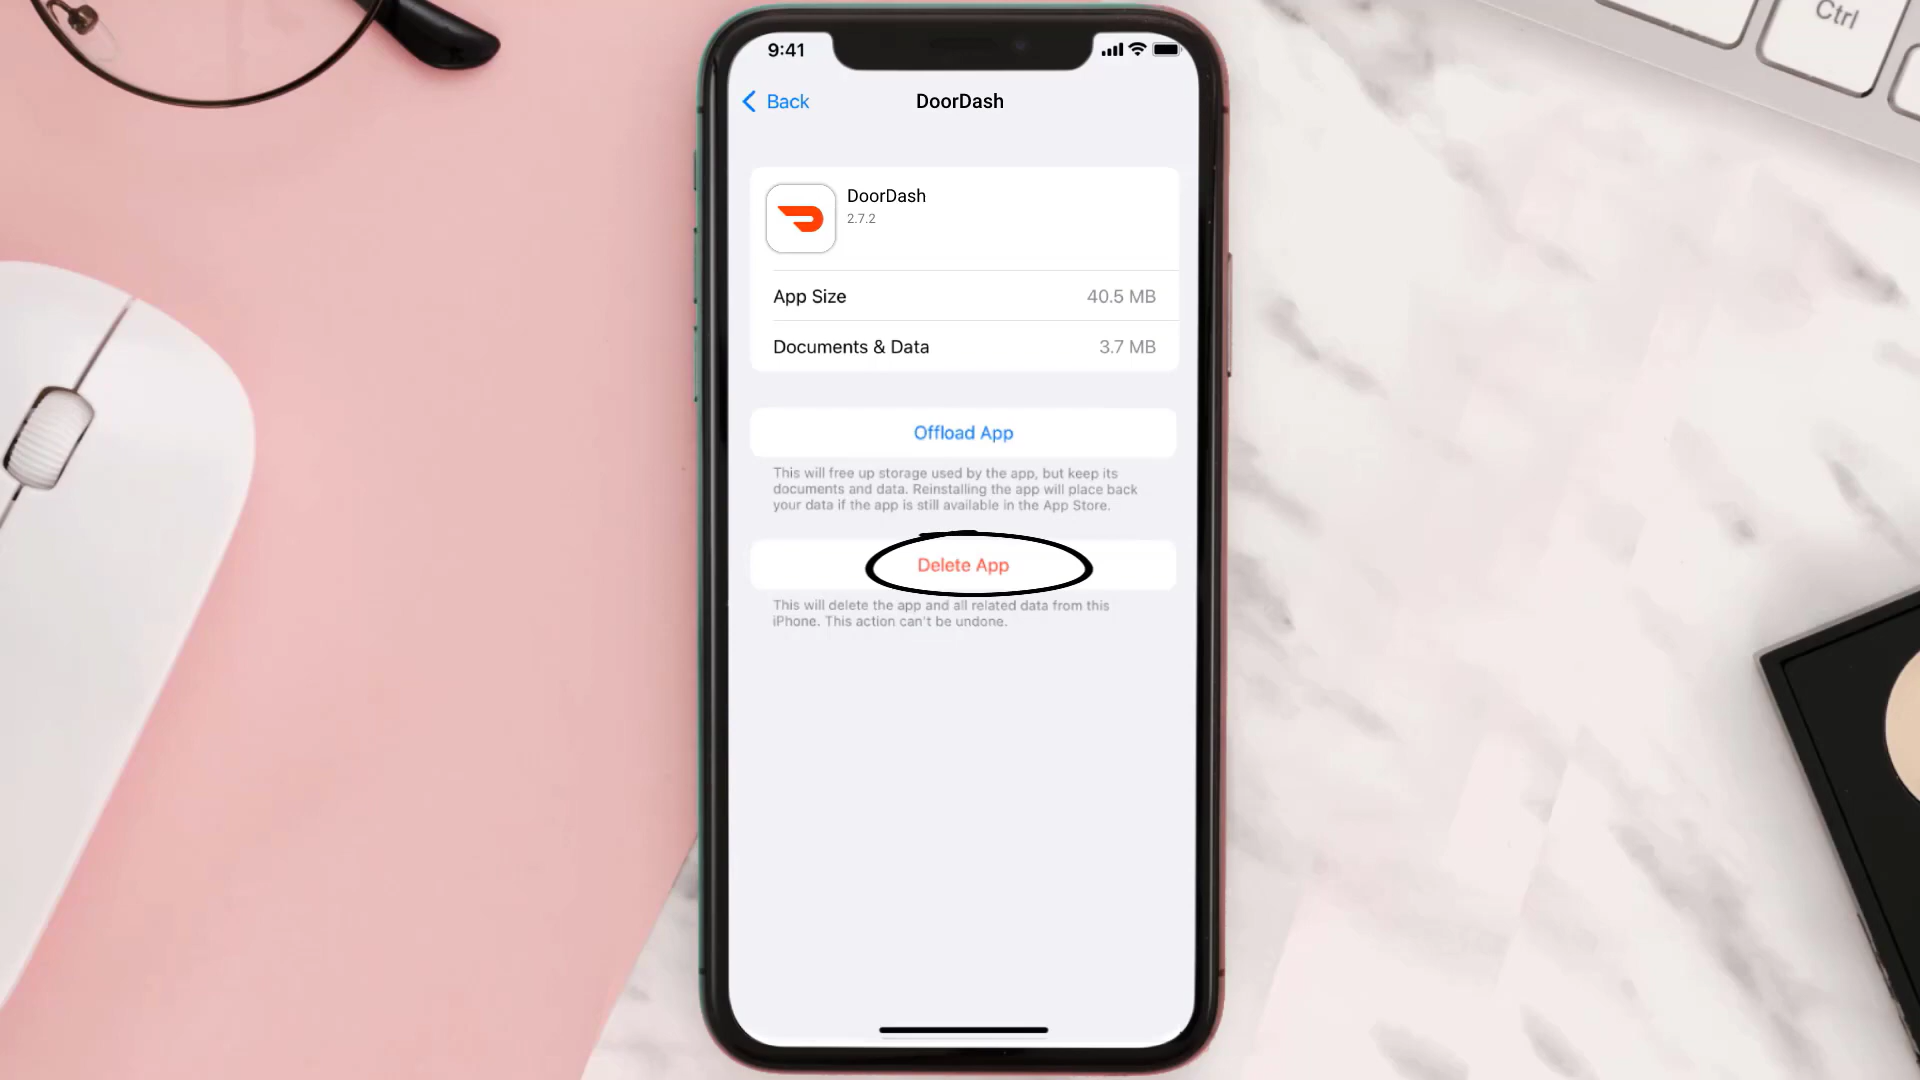 Ctrl
9:41
Back
DoorDash
DoorDash
2.7.2
App Size 40.5 MB
Documents & Data 3.7 MB
Offload App
This will free up storage used by the app, but keep its
documents and data. Reinstalling the app will place back
your data if the app is still available in the App Store.
Delete App
This will delete the app and all related data from this
iPhone. This action can't be undone.